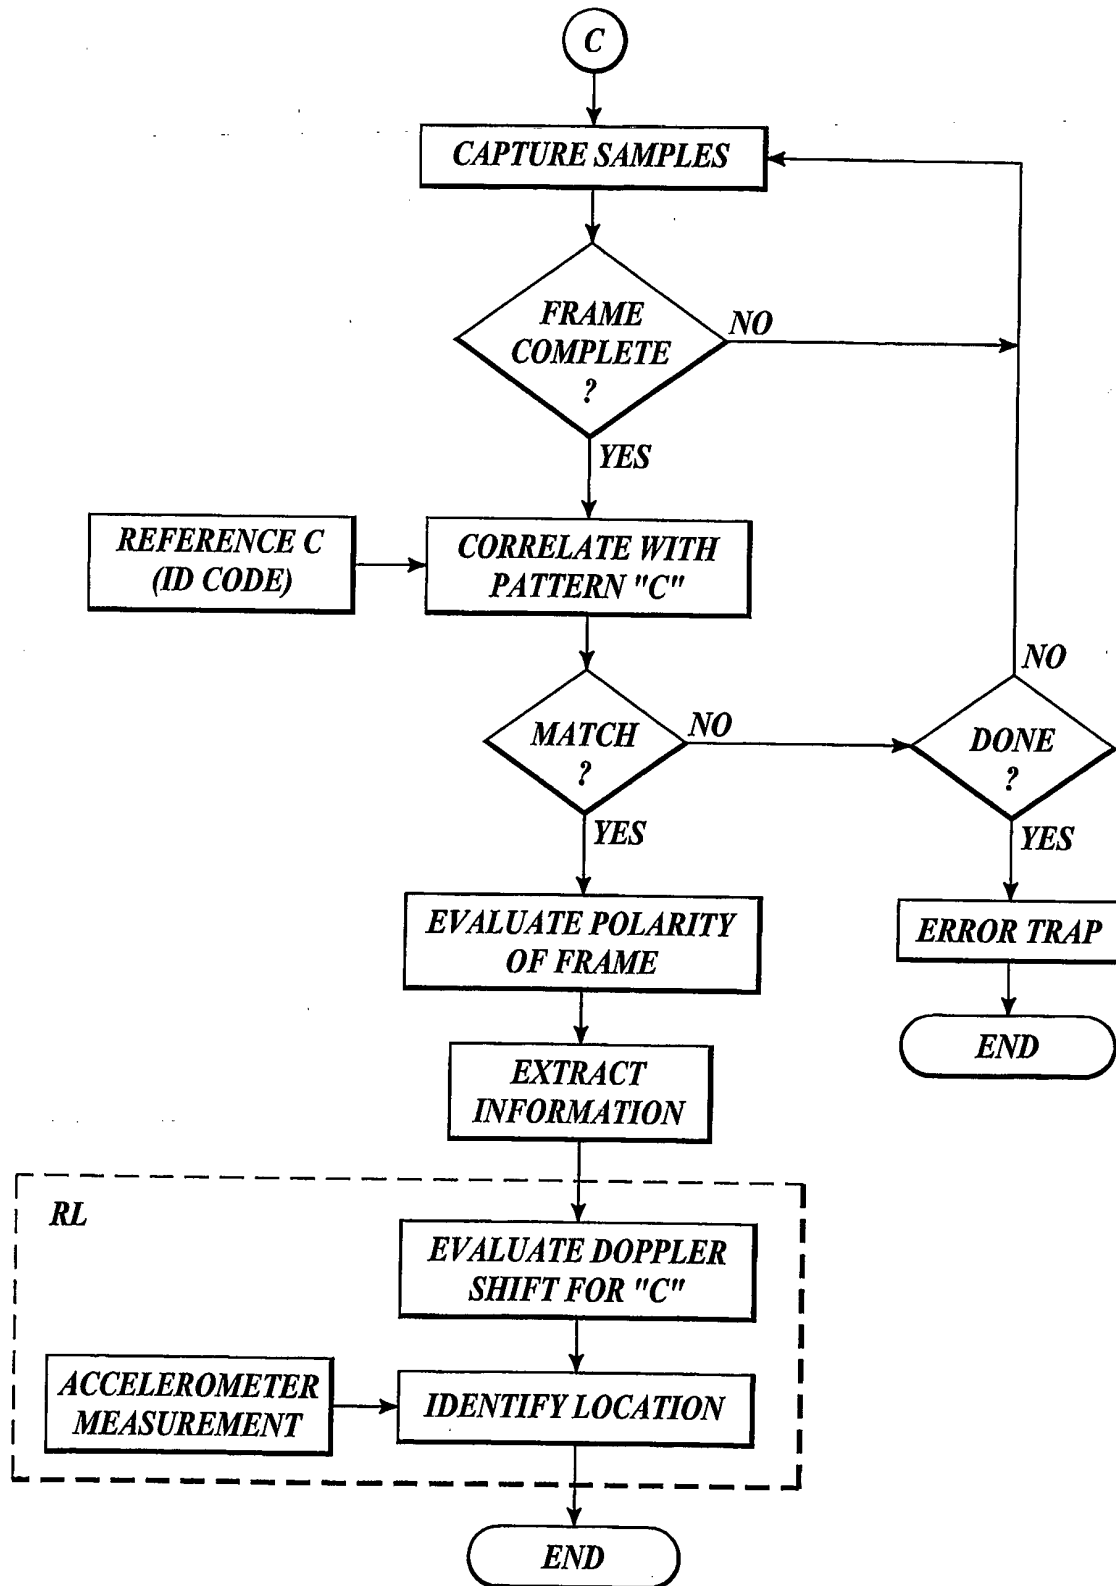 C
CAPTURE SAMPLES
FRAME
COMPLETE
?
NO
YES
REFERENCE C
(ID CODE)
CORRELATE WITH
PATTERN "C"
MATCH
?
NO
YES
DONE
?
NO
YES
EVALUATE POLARITY
OF FRAME
ERROR TRAP
END
EXTRACT
INFORMATION
RL
EVALUATE DOPPLER
SHIFT FOR "C"
ACCELEROMETER
MEASUREMENT
IDENTIFY LOCATION
END